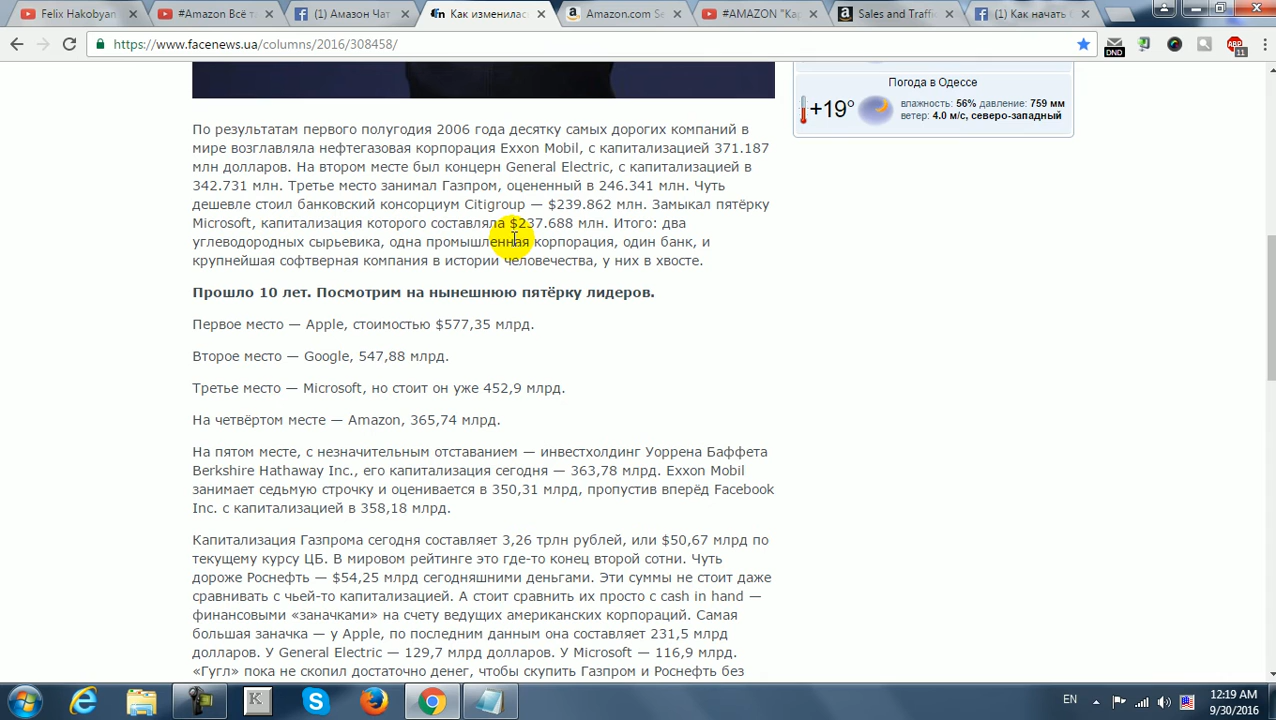 Felix Hakobyan
#Amazon Всё т
(1) Амазон Чат
Как изменилас
Amazon.com Se
#AMAZON "Кар
Sales and Traffi
(1) Как начать
https://www.facenews.ua/columns/2016/308458/
DND
ABP
11
Погода в Одессе
+19°
влажность: 56% давление: 759 мм
ветер: 4.0 м/с, северо-западный
По результатам первого полугодия 2006 года десятку самых дорогих компаний в
мире возглавляла нефтегазовая корпорация Exxon Mobil, с капитализацией 371.187
млн долларов. На втором месте был концерн General Electric, с капитализацией в
342.731 млн. Третье место занимал Газпром, оцененный в 246.341 млн. Чуть
дешевле стоил банковский консорциум Citigroup — $239.862 млн. Замыкал пятёрку
Microsoft, капитализация которого составляла $237.688 млн. Итого: два
углеводородных сырьевика, одна промышленная корпорация, один банк, и
крупнейшая софтверная компания в истории человечества, у них в хвосте.
Прошло 10 лет. Посмотрим на нынешнюю пятёрку лидеров.
Первое место — Apple, стоимостью $577,35 млрд.
Второе место — Google, 547,88 млрд.
Третье место — Microsoft, но стоит он уже 452,9 млрд.
На четвёртом месте — Amazon, 365,74 млрд.
На пятом месте, с незначительным отставанием — инвестхолдинг Уоррена Баффета
Berkshire Hathaway Inc., его капитализация сегодня — 363,78 млрд. Exxon Mobil
занимает седьмую строчку и оценивается в 350,31 млрд, пропустив вперёд Facebook
Inc. с капитализацией в 358,18 млрд.
Капитализация Газпрома сегодня составляет 3,26 трлн рублей, или $50,67 млрд по
текущему курсу ЦБ. В мировом рейтинге это где-то конец второй сотни. Чуть
дороже Роснефть — $54,25 млрд сегодняшними деньгами. Эти суммы не стоит даже
сравнивать с чьей-то капитализацией. А стоит сравнить их просто с cash in hand —
финансовыми «заначками» на счету ведущих американских корпораций. Самая
большая заначка — у Apple, по последним данным она составляет 231,5 млрд
долларов. У General Electric — 129,7 млрд долларов. У Microsoft — 116,9 млрд.
«Гугл» пока не скопил достаточно денег, чтобы скупить Газпром и Роснефть без
EN
12:19 AM
9/30/2016